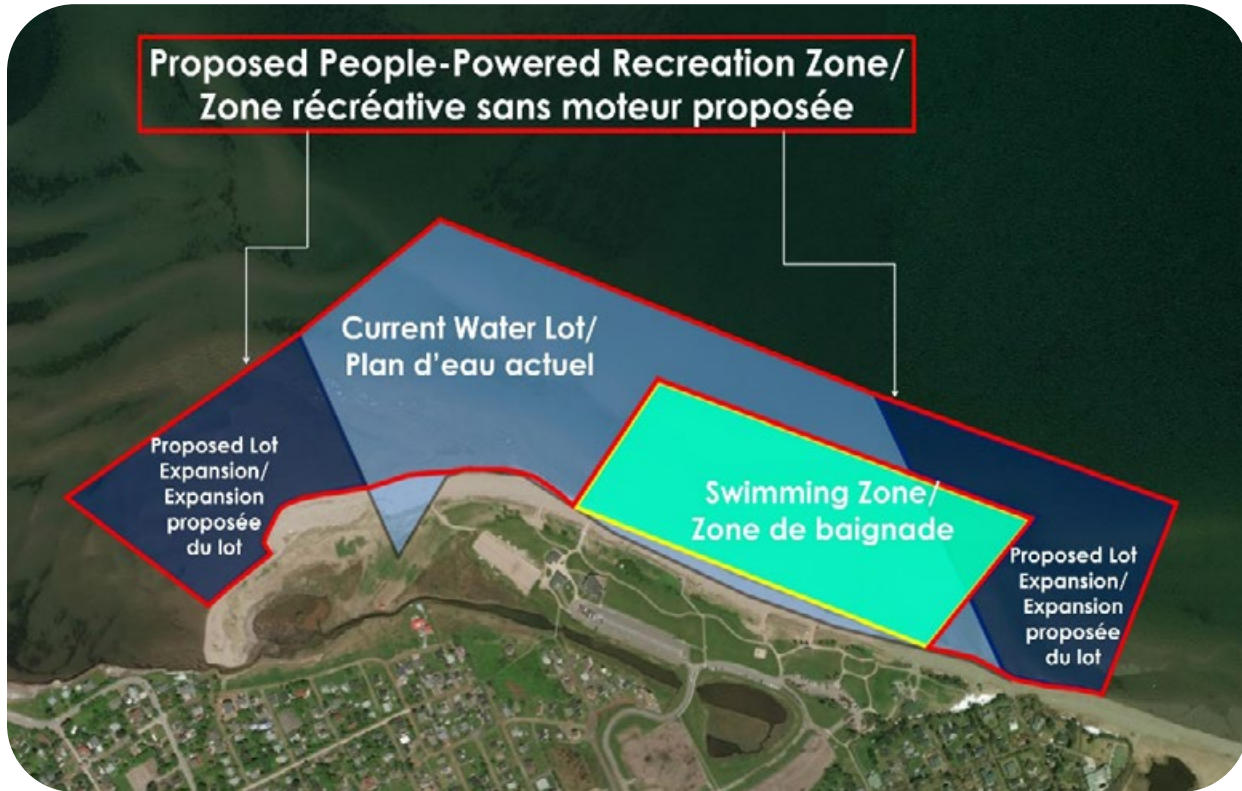 Proposed People-Powered Recreation Zone/
Zone récréative sans moteur proposée
Current Water Lot/
Plan d'eau actuel
Proposed Lot
Expansion/
Expansion
proposée
du lot
Swimming Zone/
Zone de baignade
Proposed Lot
Expansion/
Expansion
proposée
du lot